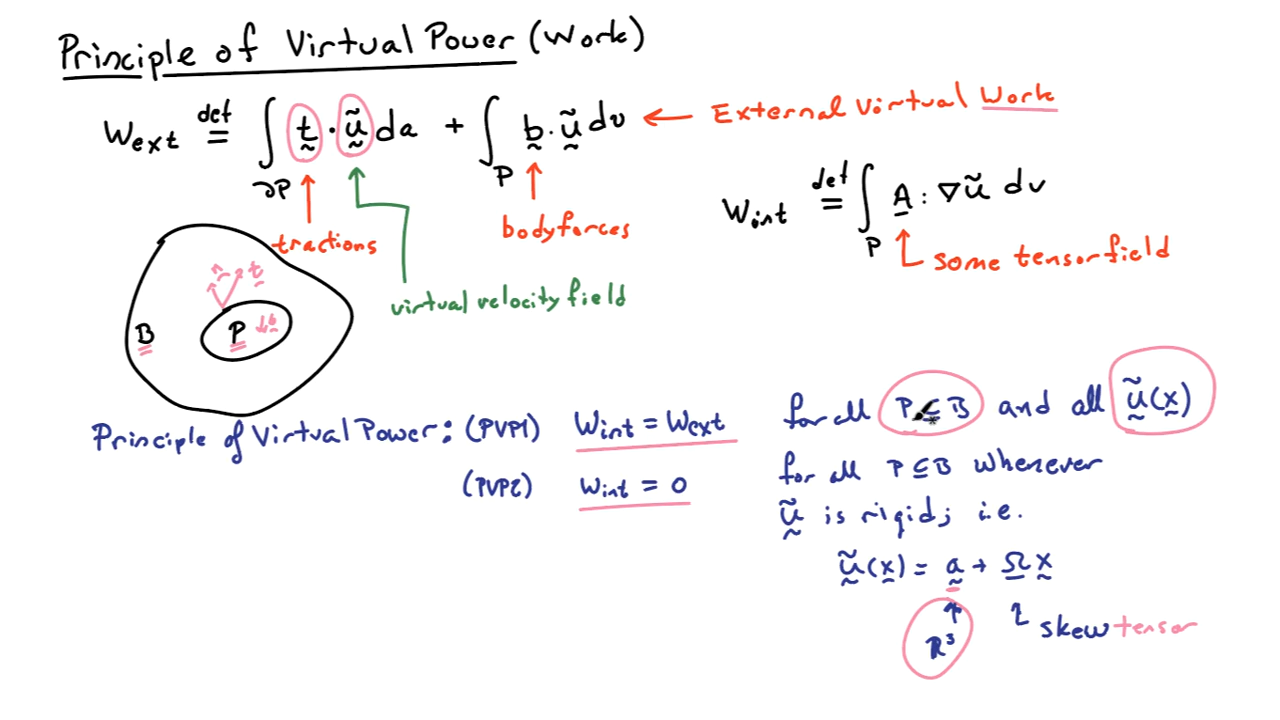 Principle of Virtual Power (Work)
Wext def= ∫∂P t̰ · ṵ̃ da + ∫P b̰ · ṵ̃ dv ← External Virtual Work
tractions
bodyforces
virtual velocity field
Wint def= ∫P A̲ : ∇ũ dv
some tensorfield
n̂ t
B
P b
Principle of Virtual Power: (PVP1) Wint = Wext for all P ⊆ B and all ṵ̃(x̰)
(PVP2) Wint = 0 for all P ⊆ B whenever
ṵ̃ is rigid; i.e.
ṵ̃(x̰) = a̰ + Ω̲ x̰
ℝ³
skew tensor